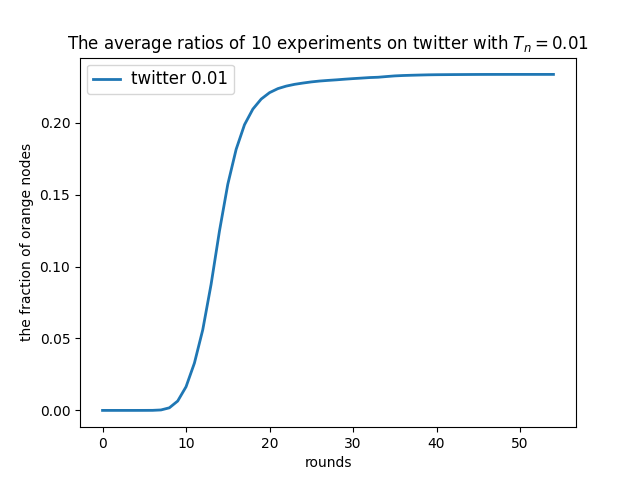 The average ratios of 10 experiments on twitter with Tₙ = 0.01
twitter 0.01
the fraction of orange nodes
0.20
0.15
0.10
0.05
0.00
0 10 20 30 40 50
rounds